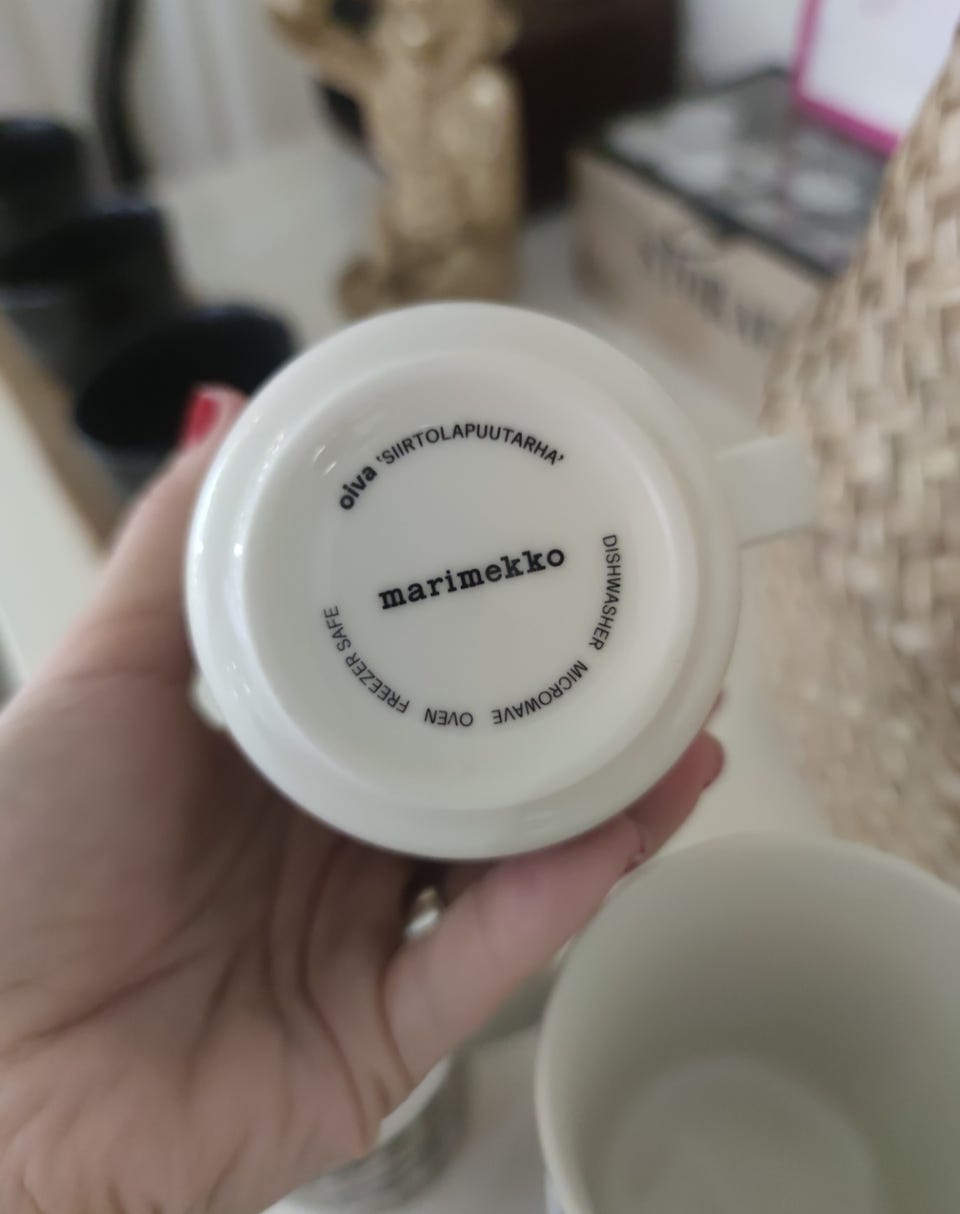 oiva ‘SIIRTOLAPUUTARHA’
marimekko
DISHWASHER MICROWAVE OVEN FREEZER SAFE